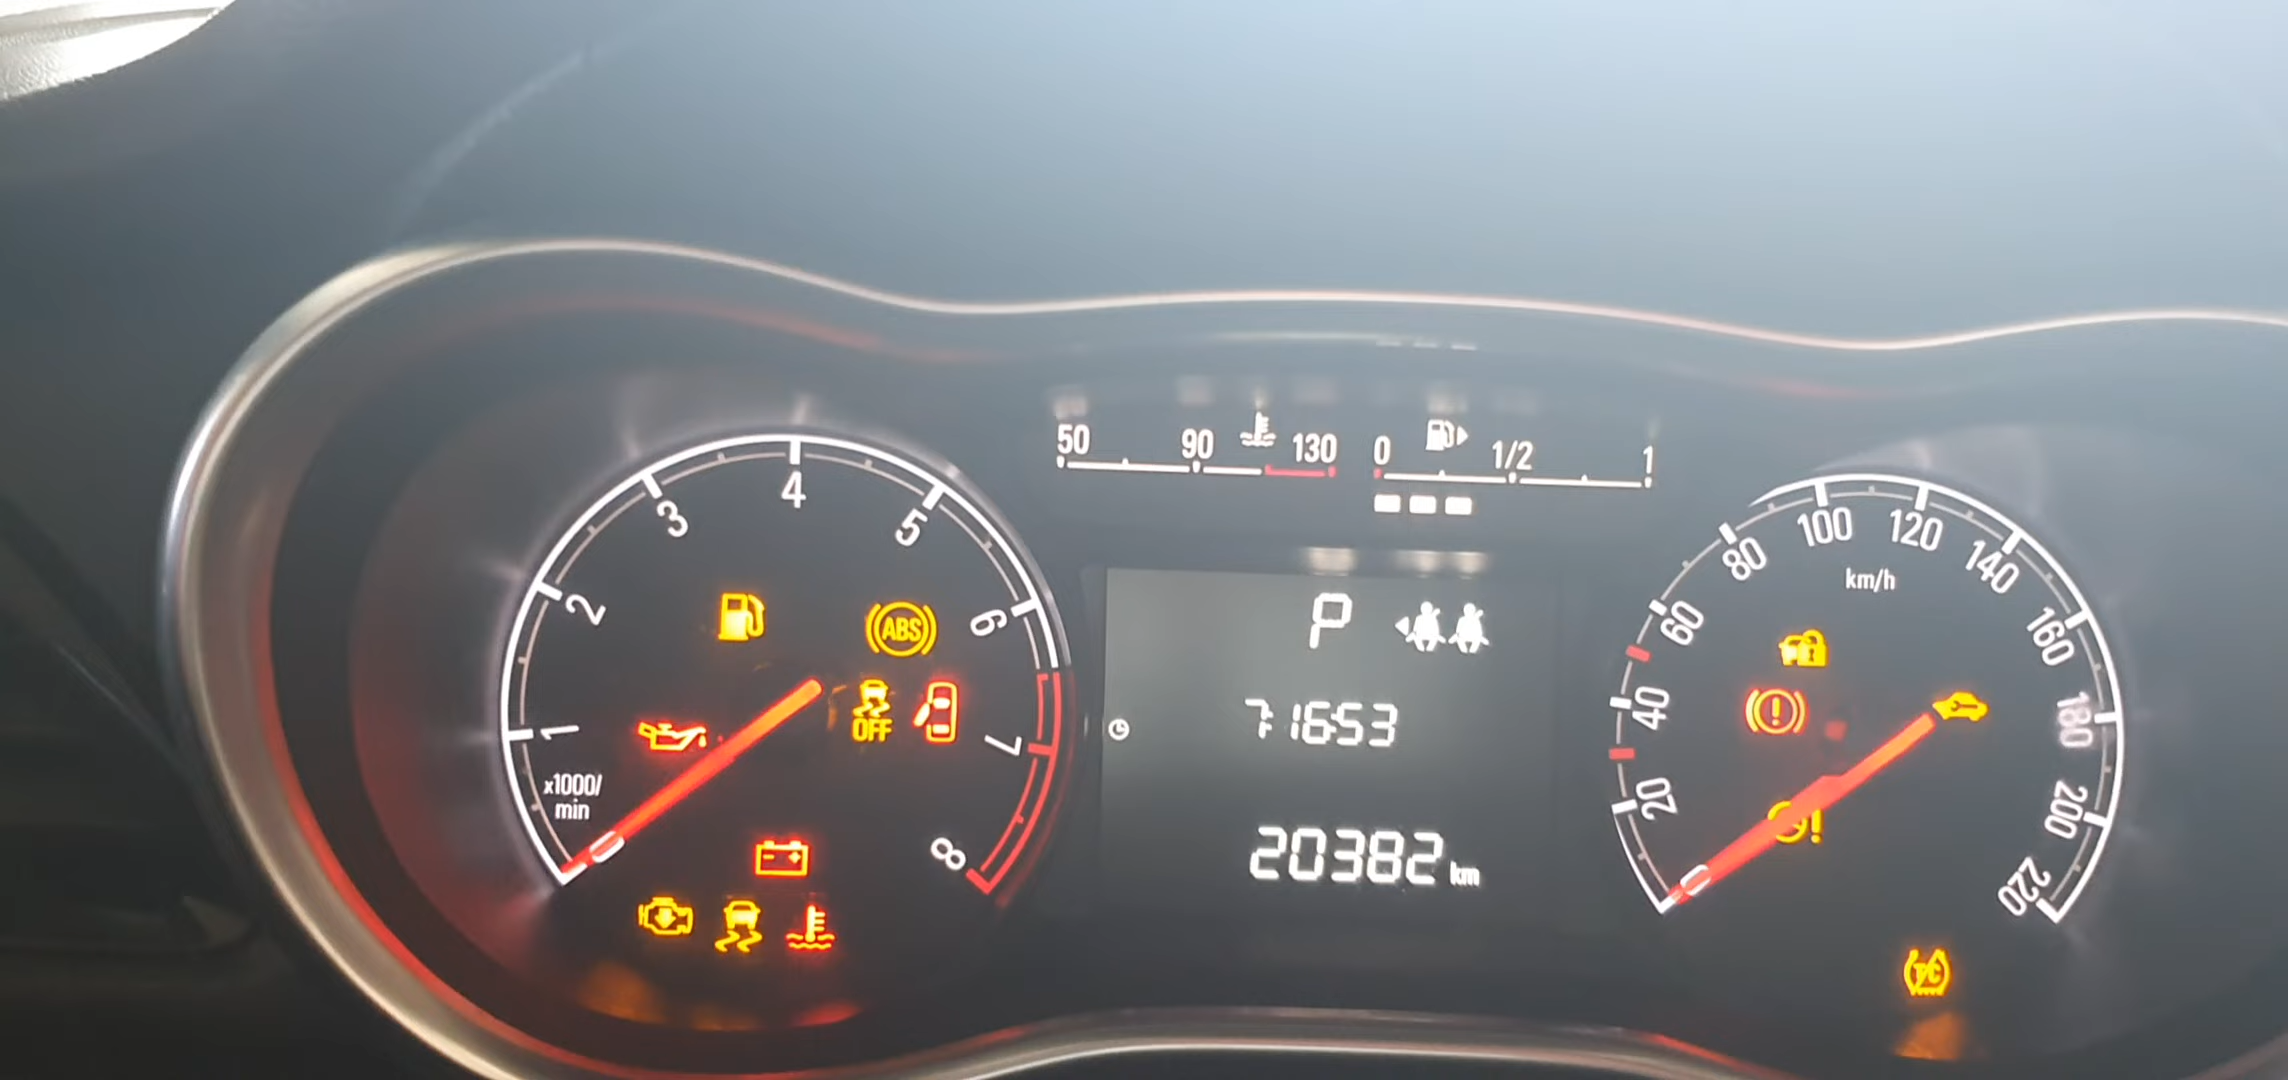 50 90 130
0 1/2 1
1 2 3 4 5 6 7 8
x1000/
min
ABS
OFF
P
7:16:53
20382 km
20 40 60 80 100 120 140 160 180 200 220
km/h